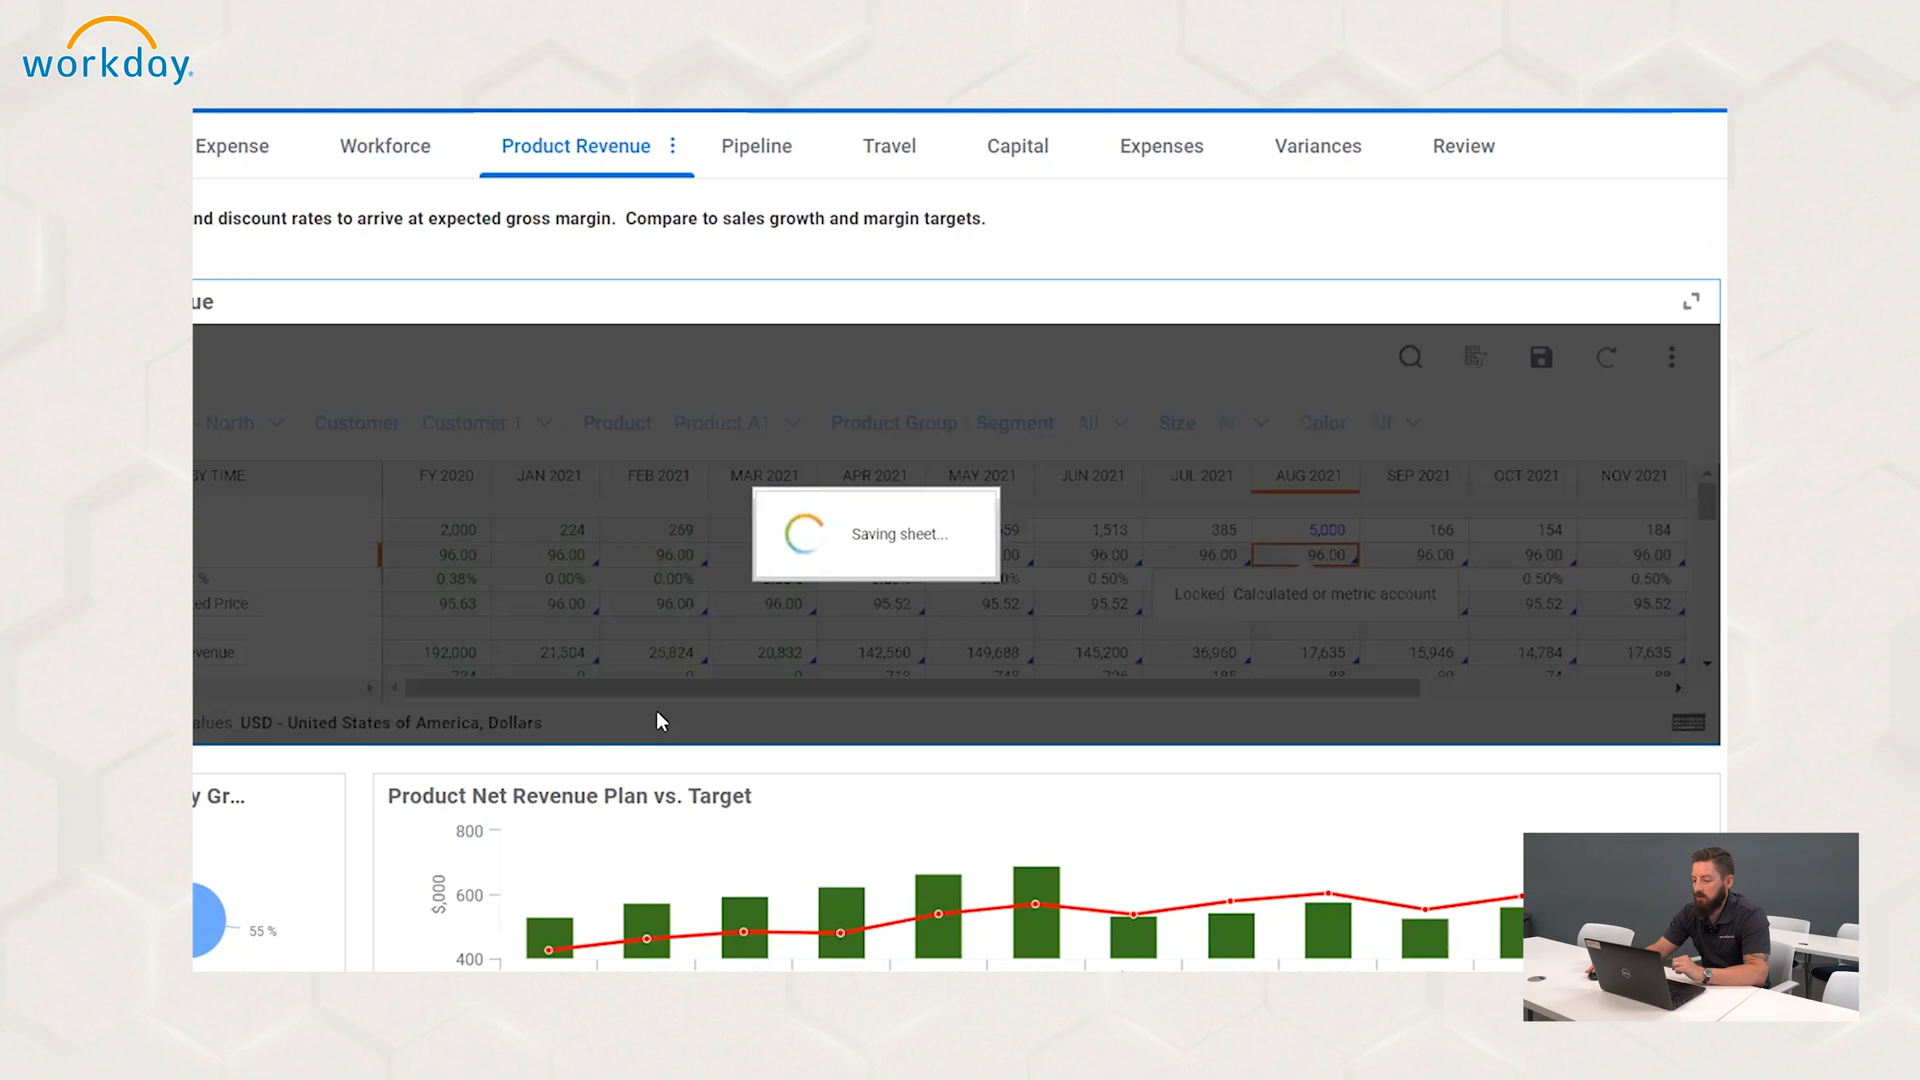 workday
Expense Workforce Product Revenue Pipeline Travel Capital Expenses Variances Review
nd discount rates to arrive at expected gross margin. Compare to sales growth and margin targets.
ue
- North Customer Customer 1 Product Product A1 Product Group - Segment All Size All Color All
BY TIME FY 2020 JAN 2021 FEB 2021 MAR 2021 APR 2021 MAY 2021 JUN 2021 JUL 2021 AUG 2021 SEP 2021 OCT 2021 NOV 2021
2,000 224 269 59 1,513 385 5,000 166 154 184
96.00 96.00 96.00 00 96.00 96.00 96.00 96.00 96.00 96.00
% 0.38% 0.00% 0.00% 0.50% 0.50% 0.50%
ed Price 95.63 96.00 96.00 96.00 95.52 95.52 95.52 95.52 95.52
Saving sheet...
Locked: Calculated or metric account
venue 192,000 21,504 25,824 20,832 142,560 149,688 145,200 36,960 17,635 15,946 14,784 17,635
alues USD - United States of America, Dollars
y Gr...
55 %
Product Net Revenue Plan vs. Target
800
600
400
$,000